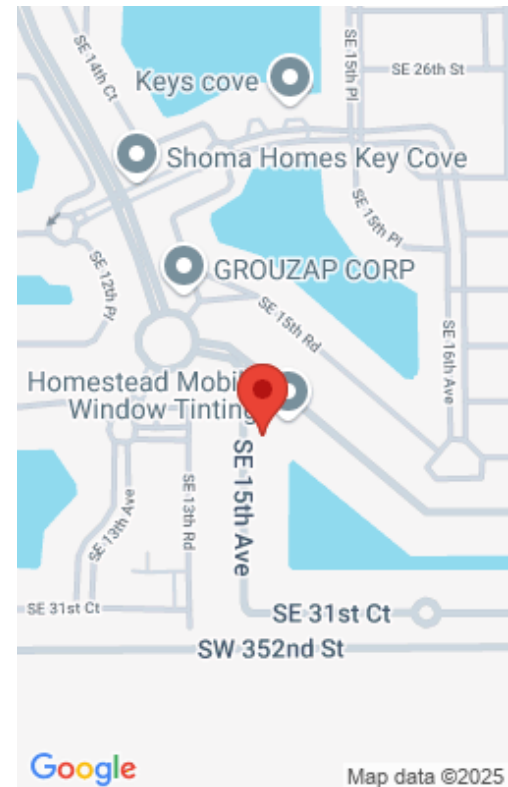 SE 14th Ct
Keys cove
SE 15th Pl
SE 26th St
Shoma Homes Key Cove
SE 15th Pl
SE 12th Py
GROUZAP CORP
SE 15th Rd
SE 16th Ave
Homestead Mobil
Window Tinting
SE 15th Ave
SE 13th Rd
SE 13th Ave
SE 31st Ct
SE 31st Ct
SW 352nd St
Google
Map data ©2025